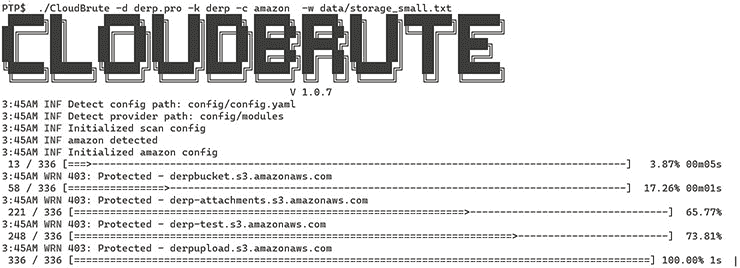 PTP$  ./CloudBrute -d derp.pro -k derp -c amazon  -w data/storage_small.txt
CLOUDBRUTE
V 1.0.7
3:45AM INF Detect config path: config/config.yaml
3:45AM INF Detect provider path: config/modules
3:45AM INF Initialized scan config
3:45AM INF amazon detected
3:45AM INF Initialized amazon config
13 / 336 [===>------------------------------------------------------------------------------------------] 3.87% 00m05s
3:45AM WRN 403: Protected - derpbucket.s3.amazonaws.com
58 / 336 [================>-----------------------------------------------------------------------------] 17.26% 00m01s
3:45AM WRN 403: Protected - derp-attachments.s3.amazonaws.com
221 / 336 [=================================================================>---------------------------------] 65.77%
3:45AM WRN 403: Protected - derp-test.s3.amazonaws.com
248 / 336 [=========================================================================>-------------------------] 73.81%
3:45AM WRN 403: Protected - derpupload.s3.amazonaws.com
336 / 336 [================================================================================================] 100.00% 1s |